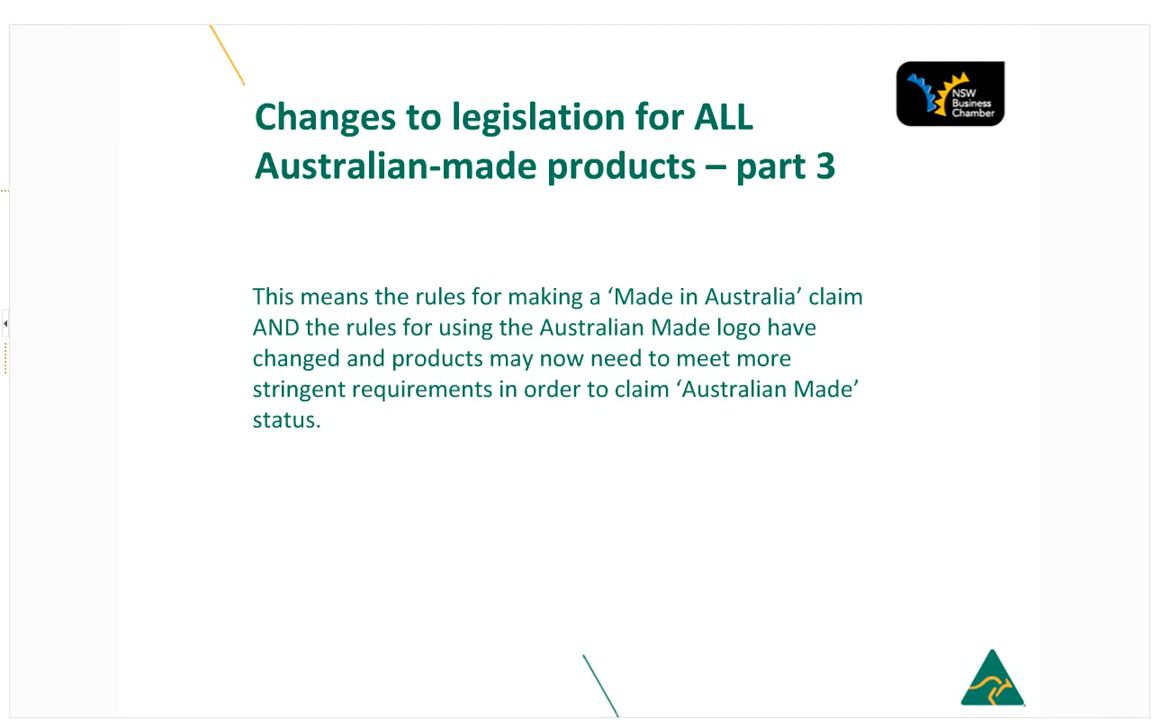 Changes to legislation for ALL
Australian-made products – part 3
NSW
Business
Chamber
This means the rules for making a ‘Made in Australia’ claim
AND the rules for using the Australian Made logo have
changed and products may now need to meet more
stringent requirements in order to claim ‘Australian Made’
status.